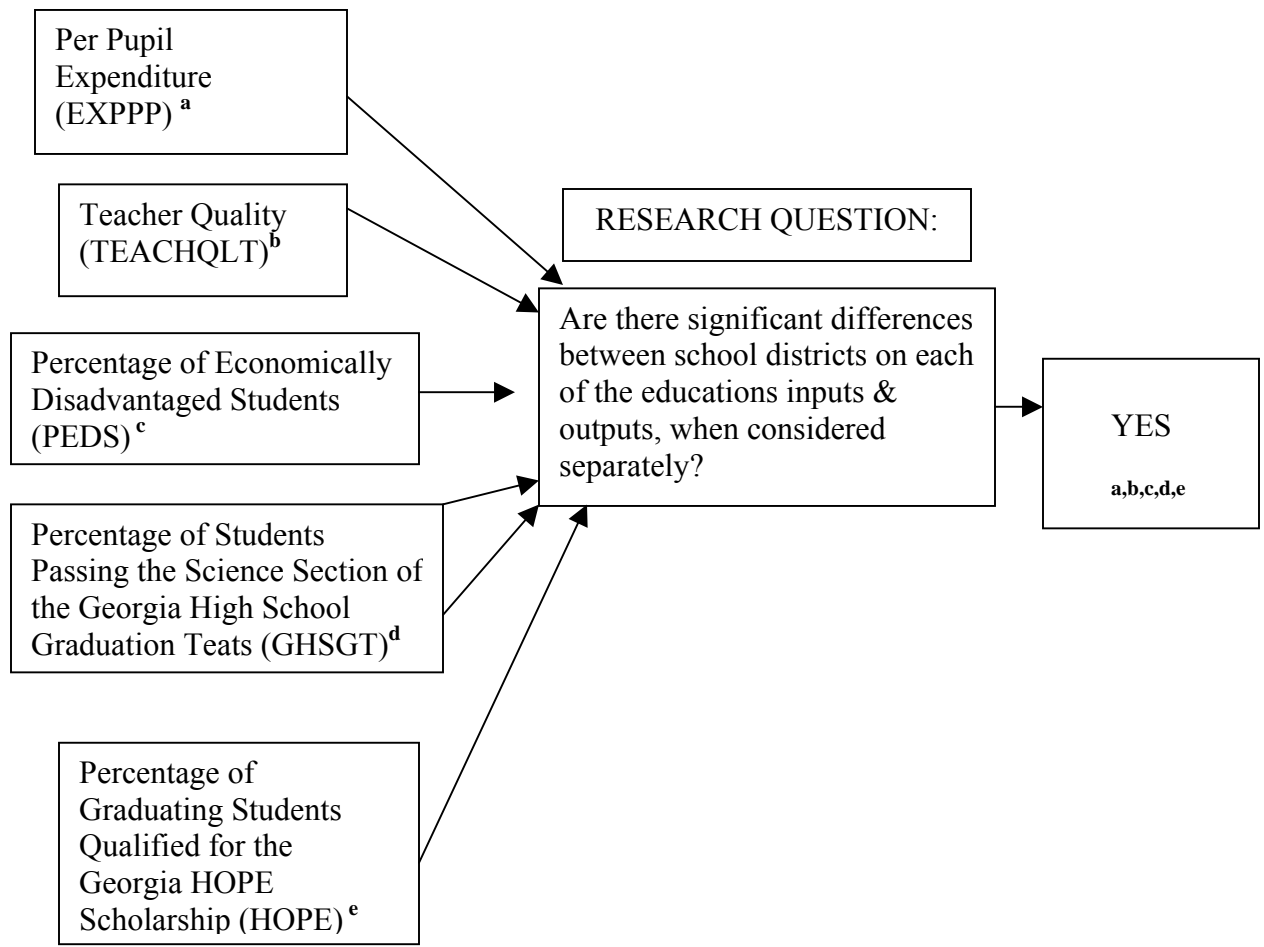 Per Pupil
Expenditure
(EXPPP) a
Teacher Quality
(TEACHQLT)b
RESEARCH QUESTION:
Are there significant differences
between school districts on each
of the educations inputs &
outputs, when considered
separately?
Percentage of Economically
Disadvantaged Students
(PEDS) c
YES
a,b,c,d,e
Percentage of Students
Passing the Science Section of
the Georgia High School
Graduation Teats (GHSGT)d
Percentage of
Graduating Students
Qualified for the
Georgia HOPE
Scholarship (HOPE) e